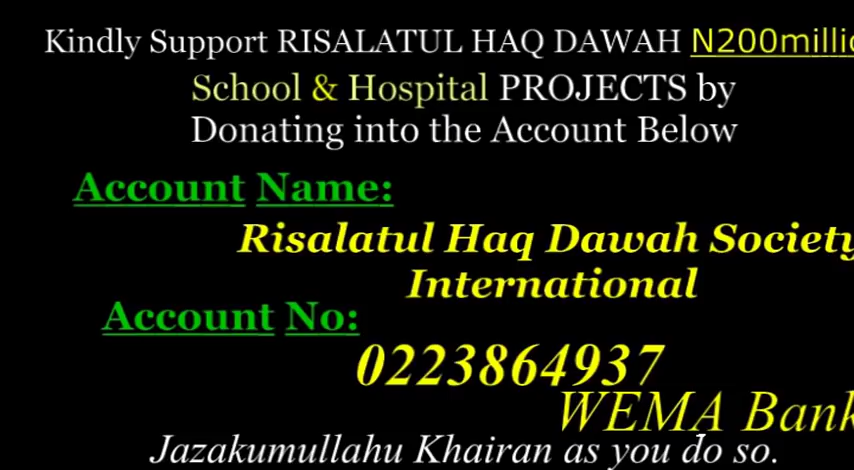 Kindly Support RISALATUL HAQ DAWAH N200millio
School & Hospital PROJECTS by
Donating into the Account Below
Account Name:
Risalatul Haq Dawah Society
International
Account No:
0223864937
WEMA Bank
Jazakumullahu Khairan as you do so.